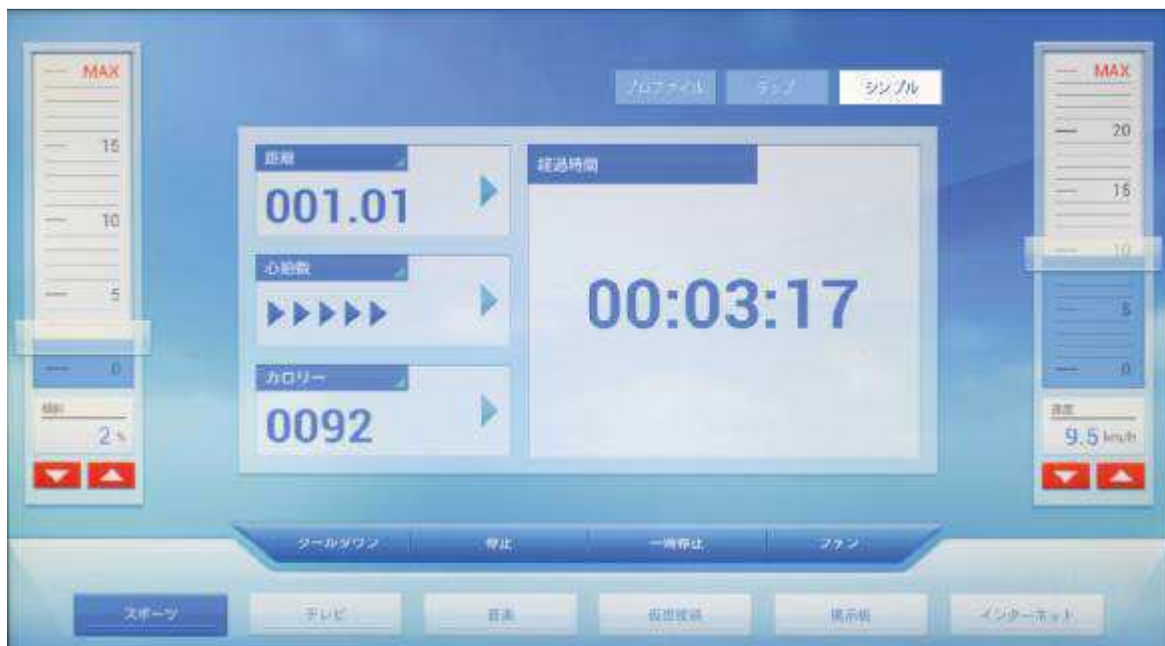 MAX
15
10
5
0
傾斜
2 %
プロファイル
ラップ
シンプル
距離
001.01
心拍数
カロリー
0092
経過時間
00:03:17
MAX
20
15
10
5
0
速度
9.5 km/h
クールダウン
停止
一時停止
ファン
スポーツ
テレビ
音楽
掲示板
インターネット